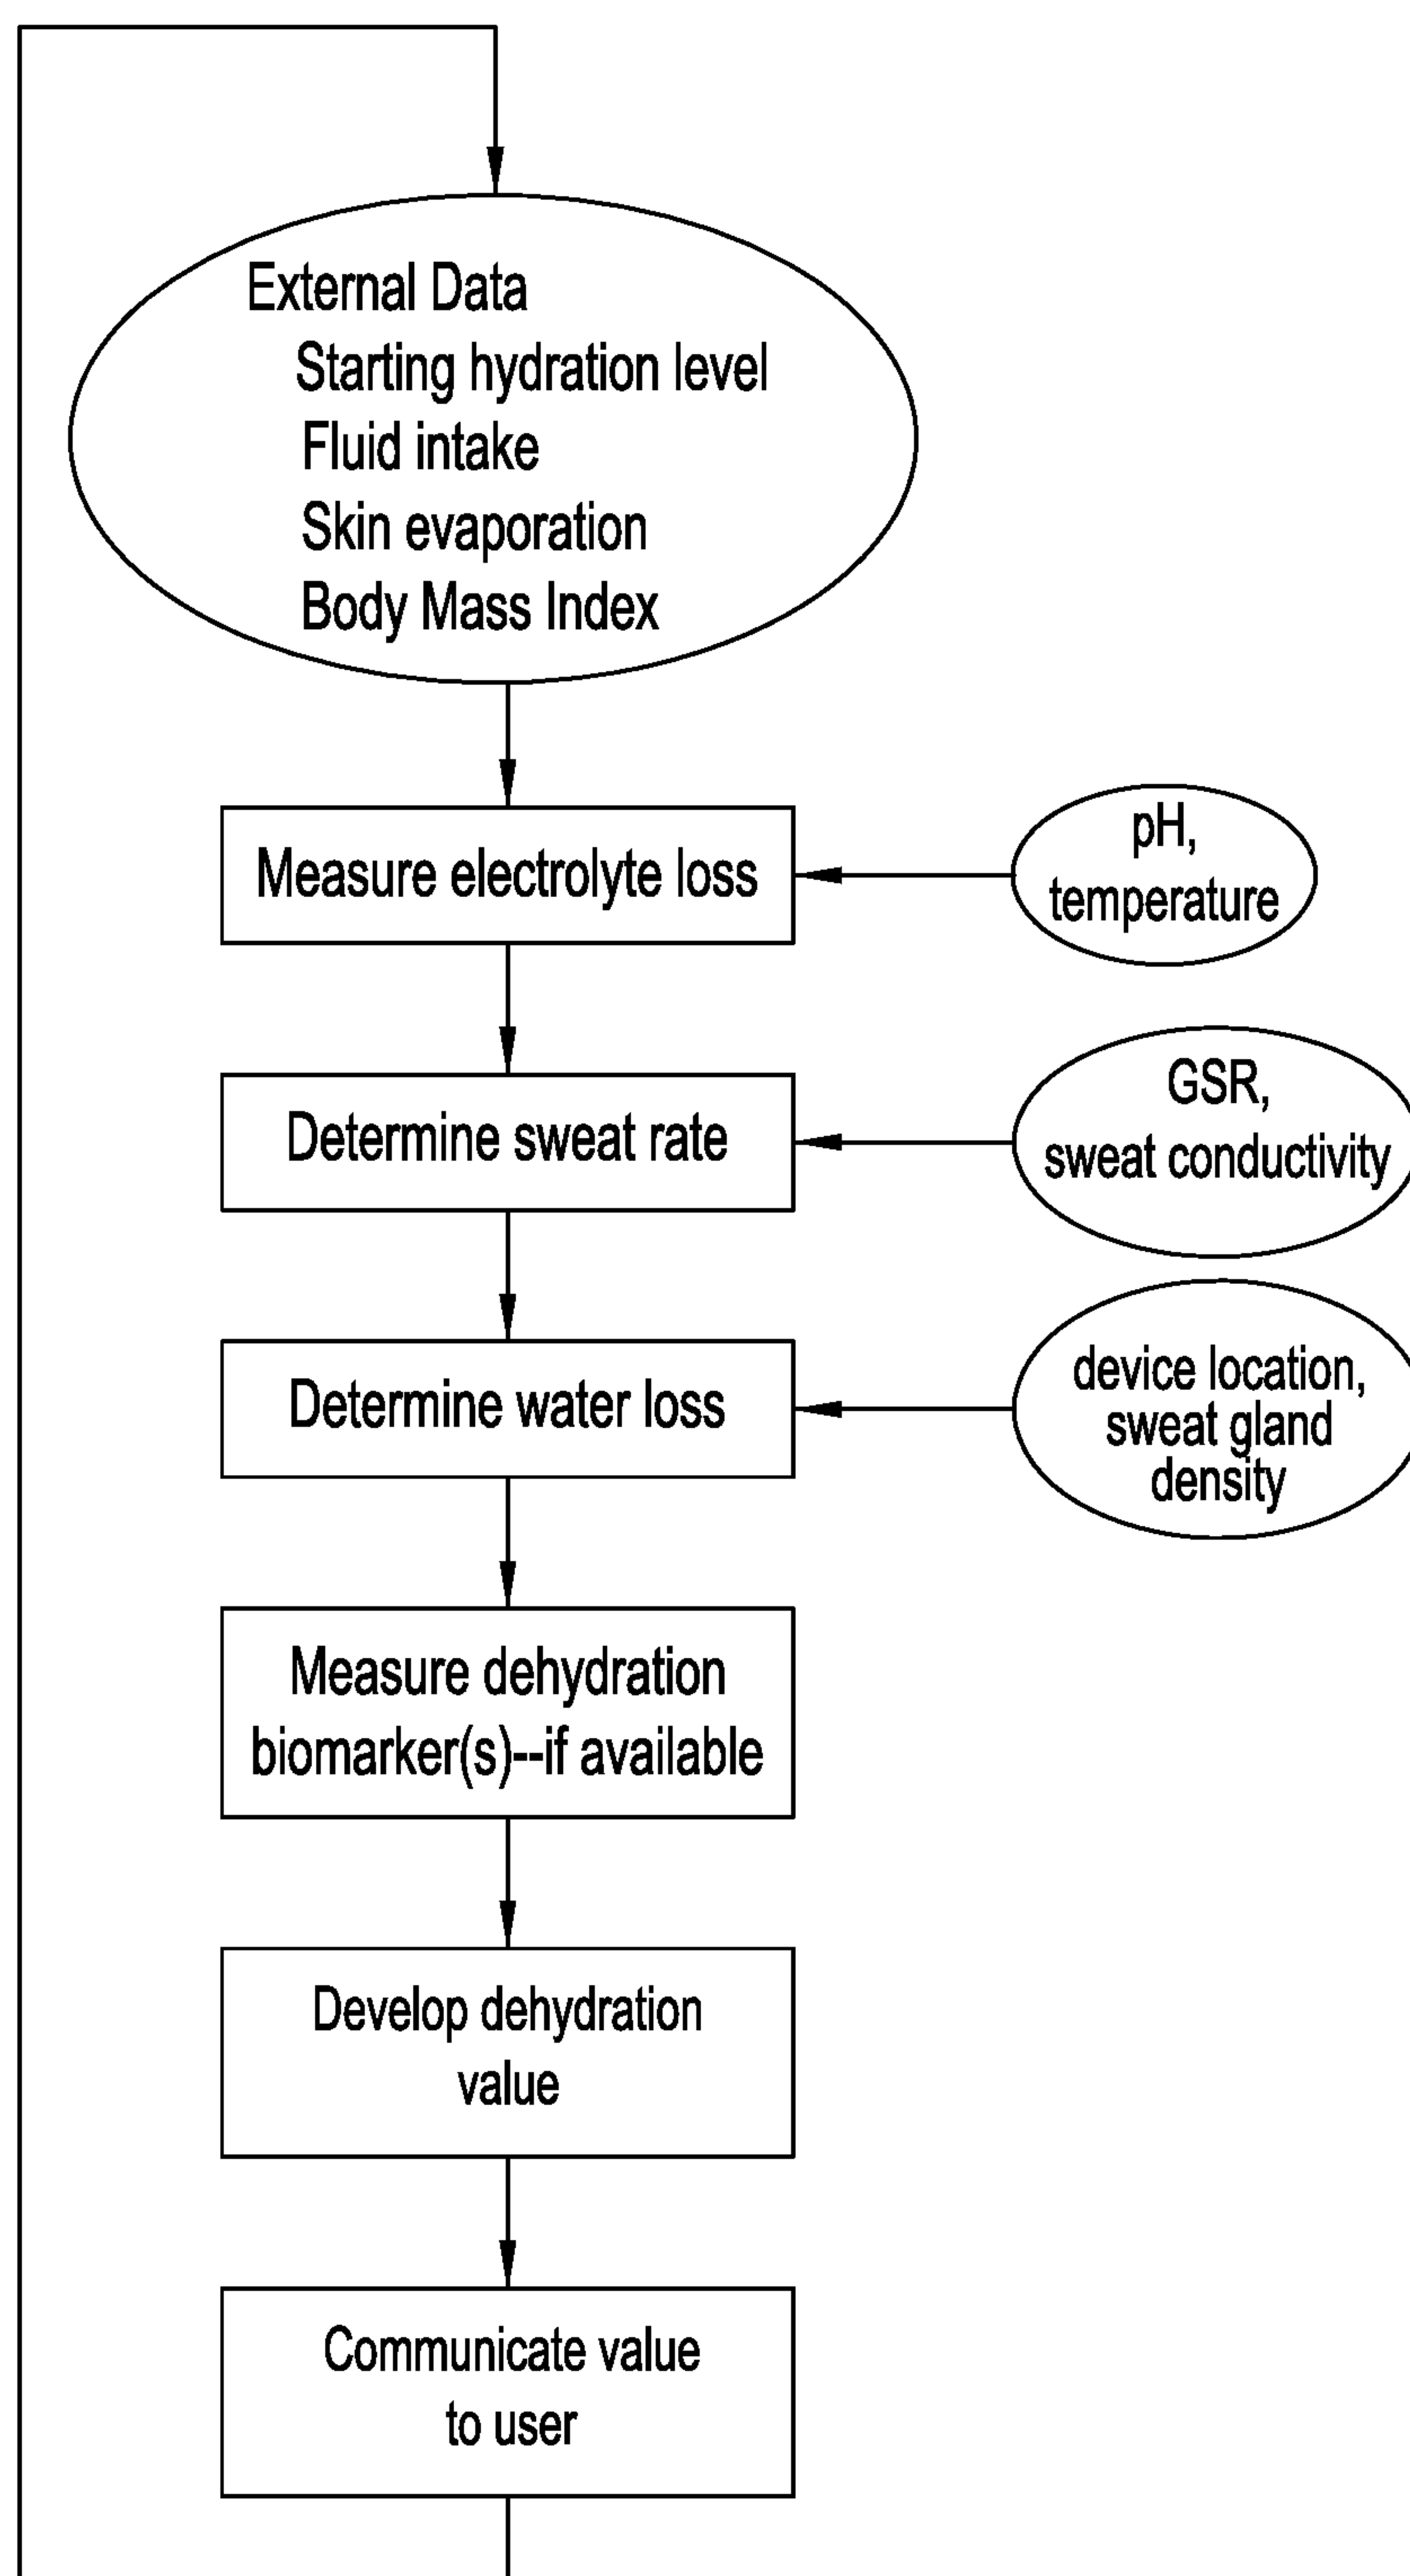 External Data
Starting hydration level
Fluid intake
Skin evaporation
Body Mass Index
Measure electrolyte loss
pH,
temperature
Determine sweat rate
GSR,
sweat conductivity
Determine water loss
device location,
sweat gland
density
Measure dehydration
biomarker(s)--if available
Develop dehydration
value
Communicate value
to user